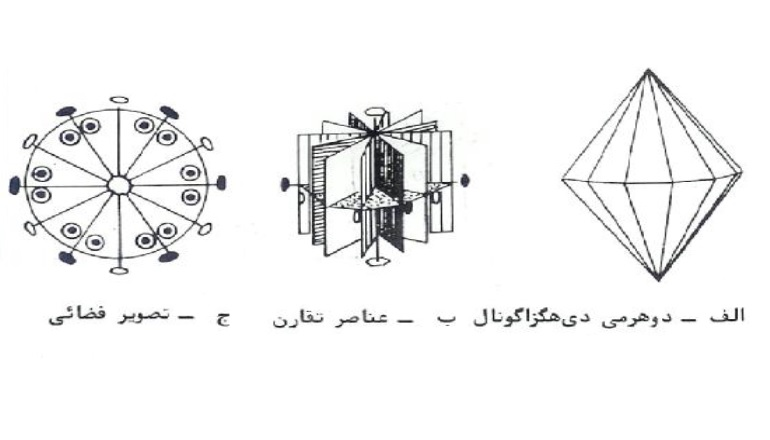 الف – دوهرمی دی‌هگزاگونال
ب – عناصر تقارن
ج – تصویر فضائی